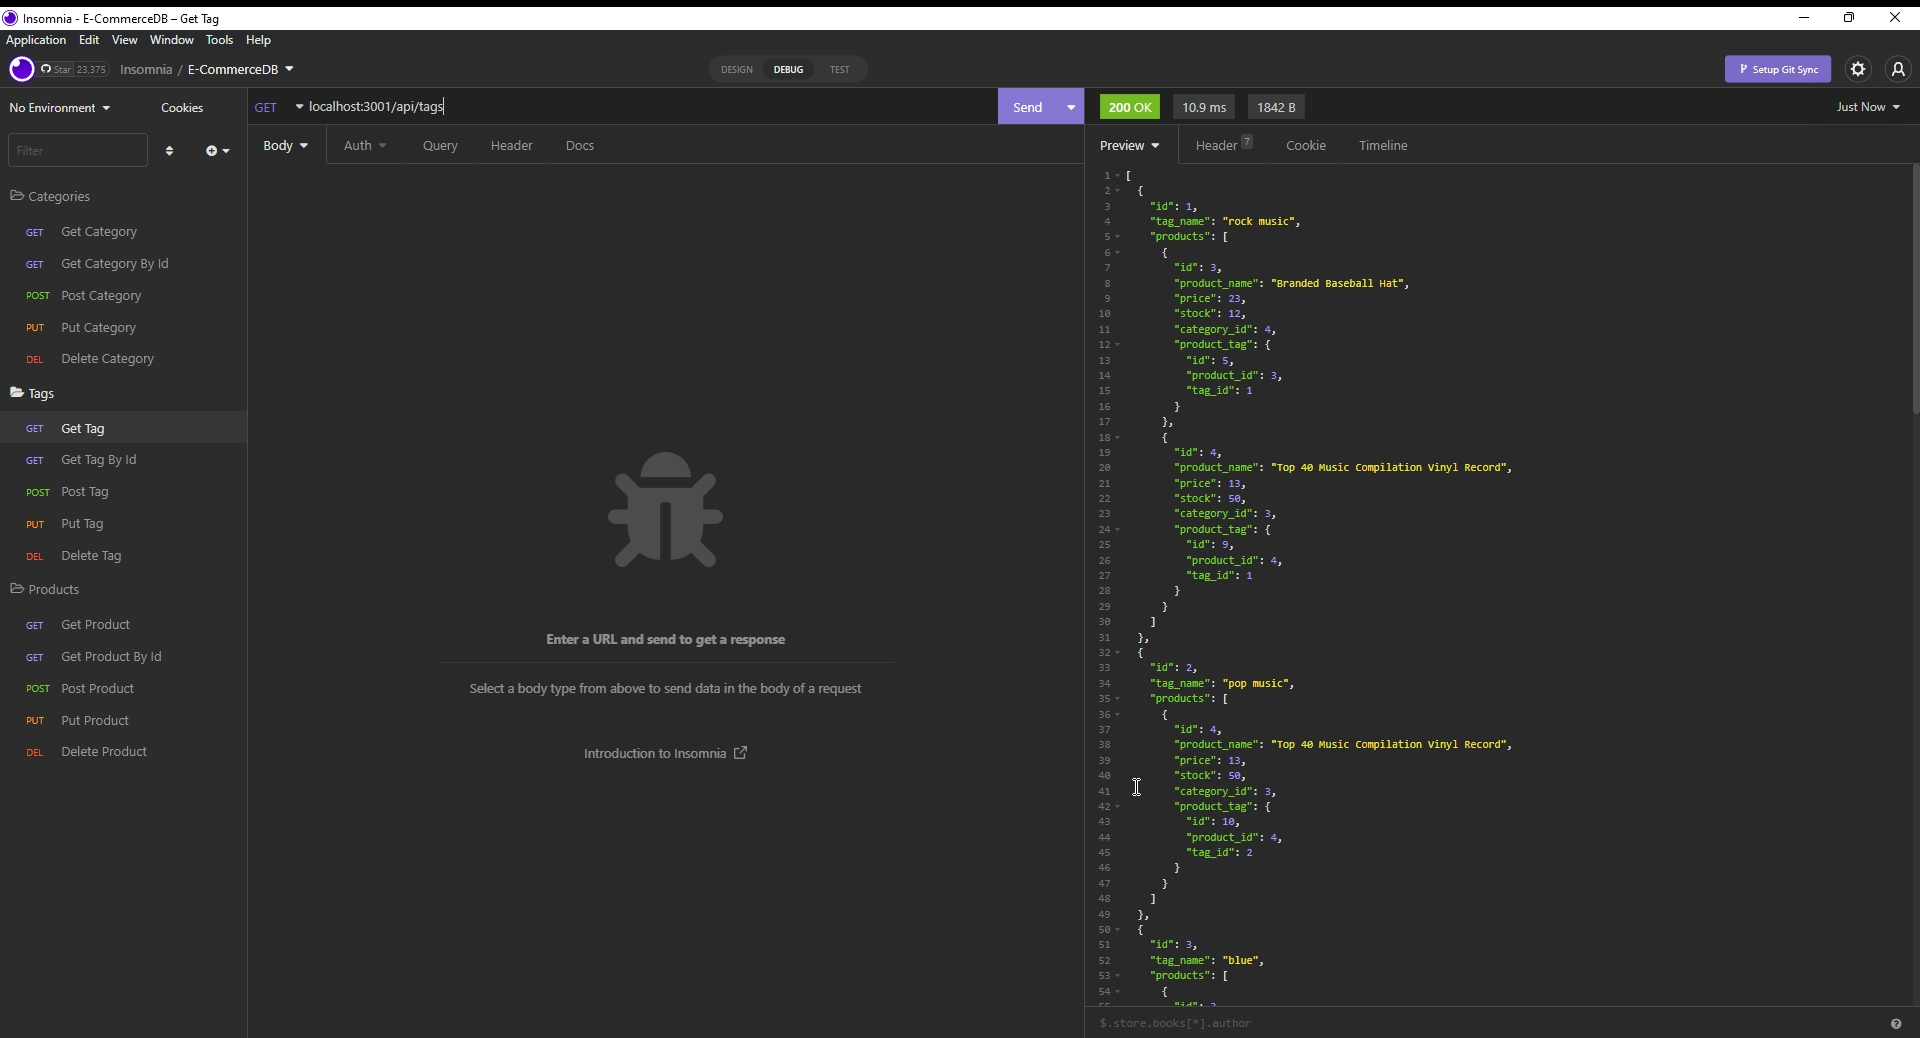 Insomnia - E-CommerceDB – Get Tag
Application Edit View Window Tools Help
Star 23,375 Insomnia / E-CommerceDB
DESIGN DEBUG TEST
Setup Git Sync
No Environment Cookies
GET localhost:3001/api/tags
Send
200 OK 10.9 ms 1842 B
Just Now
Filter
Body Auth Query Header Docs
Preview Header 7 Cookie Timeline
Categories
GET Get Category
GET Get Category By Id
POST Post Category
PUT Put Category
DEL Delete Category
Tags
GET Get Tag
GET Get Tag By Id
POST Post Tag
PUT Put Tag
DEL Delete Tag
Products
GET Get Product
GET Get Product By Id
POST Post Product
PUT Put Product
DEL Delete Product
Enter a URL and send to get a response
Select a body type from above to send data in the body of a request
Introduction to Insomnia
1 [
2 {
3 "id": 1,
4 "tag_name": "rock music",
5 "products": [
6 {
7 "id": 3,
8 "product_name": "Branded Baseball Hat",
9 "price": 23,
10 "stock": 12,
11 "category_id": 4,
12 "product_tag": {
13 "id": 5,
14 "product_id": 3,
15 "tag_id": 1
16 }
17 },
18 {
19 "id": 4,
20 "product_name": "Top 40 Music Compilation Vinyl Record",
21 "price": 13,
22 "stock": 50,
23 "category_id": 3,
24 "product_tag": {
25 "id": 9,
26 "product_id": 4,
27 "tag_id": 1
28 }
29 }
30 ]
31 },
32 {
33 "id": 2,
34 "tag_name": "pop music",
35 "products": [
36 {
37 "id": 4,
38 "product_name": "Top 40 Music Compilation Vinyl Record",
39 "price": 13,
40 "stock": 50,
41 "category_id": 3,
42 "product_tag": {
43 "id": 10,
44 "product_id": 4,
45 "tag_id": 2
46 }
47 }
48 ]
49 },
50 {
51 "id": 3,
52 "tag_name": "blue",
53 "products": [
54 {
$.store.books[*].author